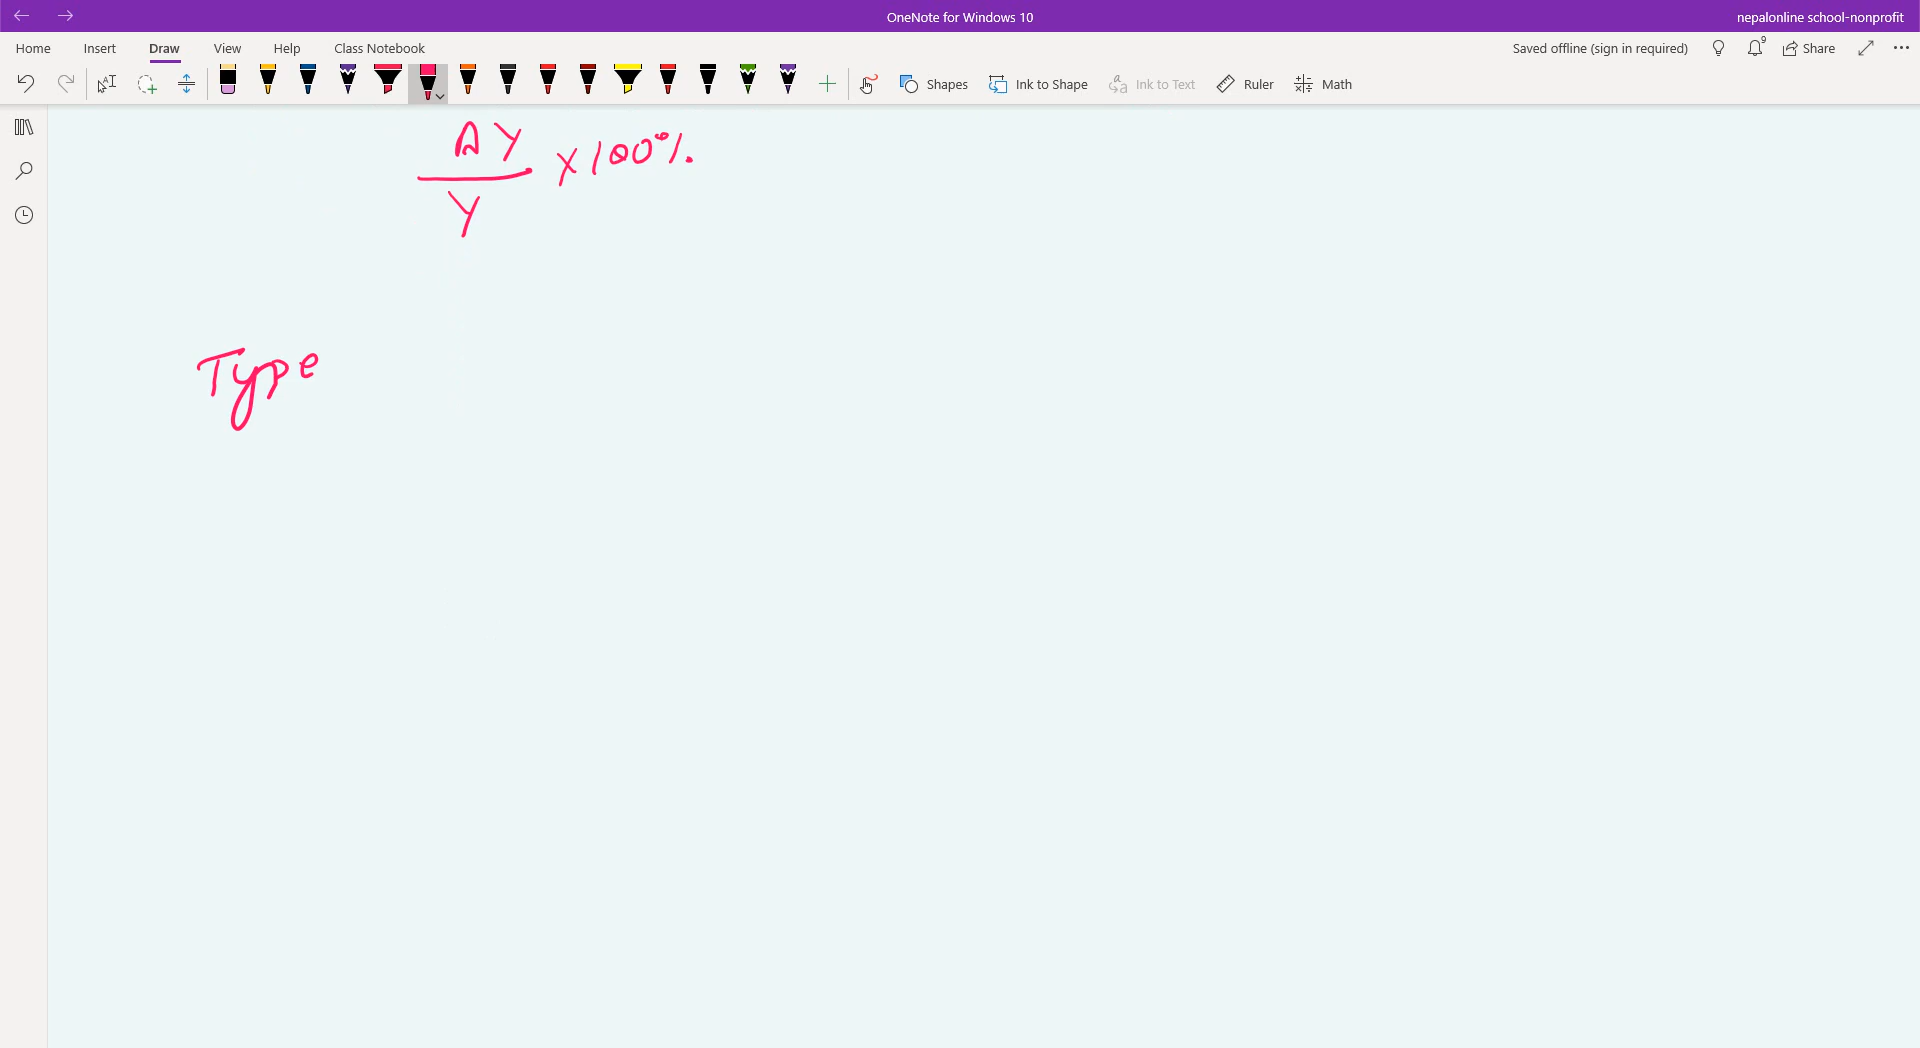 OneNote for Windows 10
nepalonline school-nonprofit
Home Insert Draw View Help Class Notebook
Saved offline (sign in required) 9 Share
Shapes Ink to Shape Ink to Text Ruler Math
Δ Y
Y
× 100%
Type